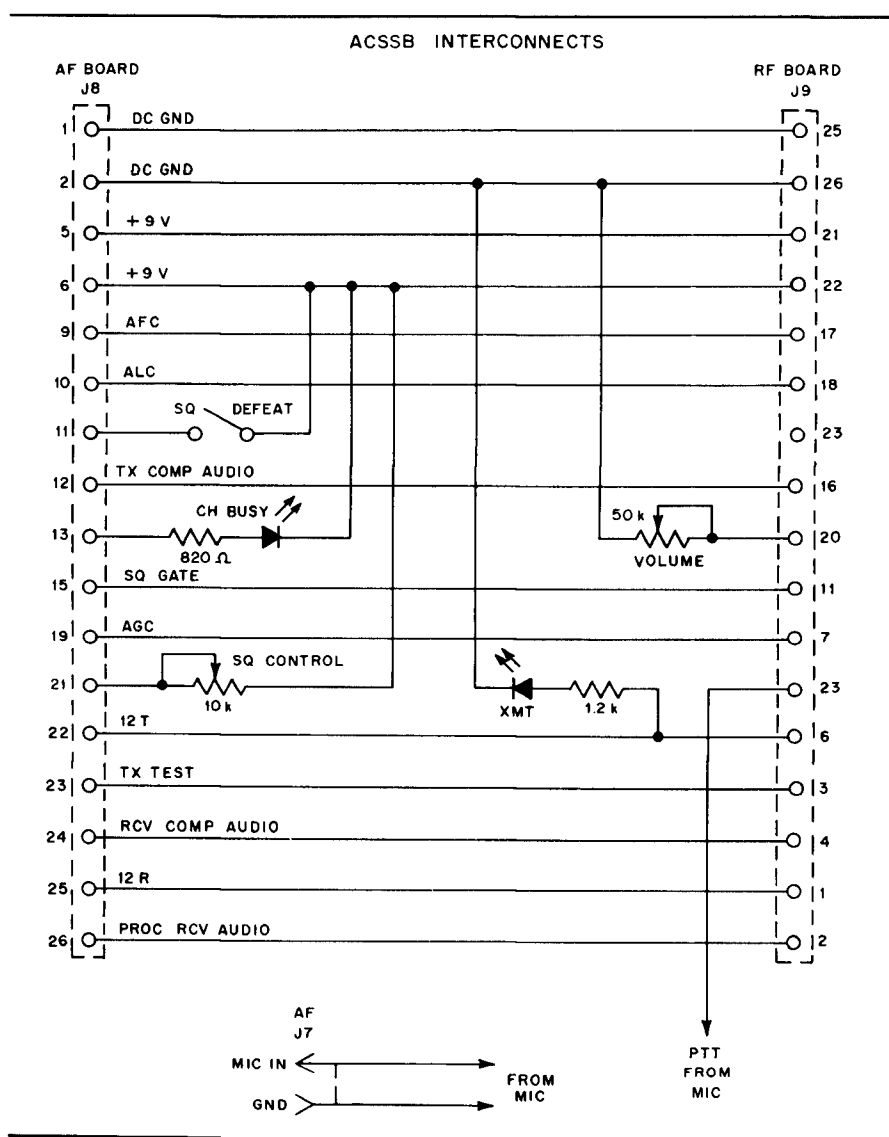 ACSSB INTERCONNECTS
AF BOARD
J8
RF BOARD
J9
1 DC GND 25
2 DC GND 26
5 +9 V 21
6 +9 V 22
9 AFC 17
10 ALC 18
11 SQ DEFEAT 23
12 TX COMP AUDIO 16
13 CH BUSY 820 Ω 50 k VOLUME 20
15 SQ GATE 11
19 AGC 7
21 SQ CONTROL 10 k XMT 1.2 k 23
22 12 T 6
23 TX TEST 3
24 RCV COMP AUDIO 4
25 12 R 1
26 PROC RCV AUDIO 2
AF
J7
MIC IN
GND
FROM
MIC
PTT
FROM
MIC